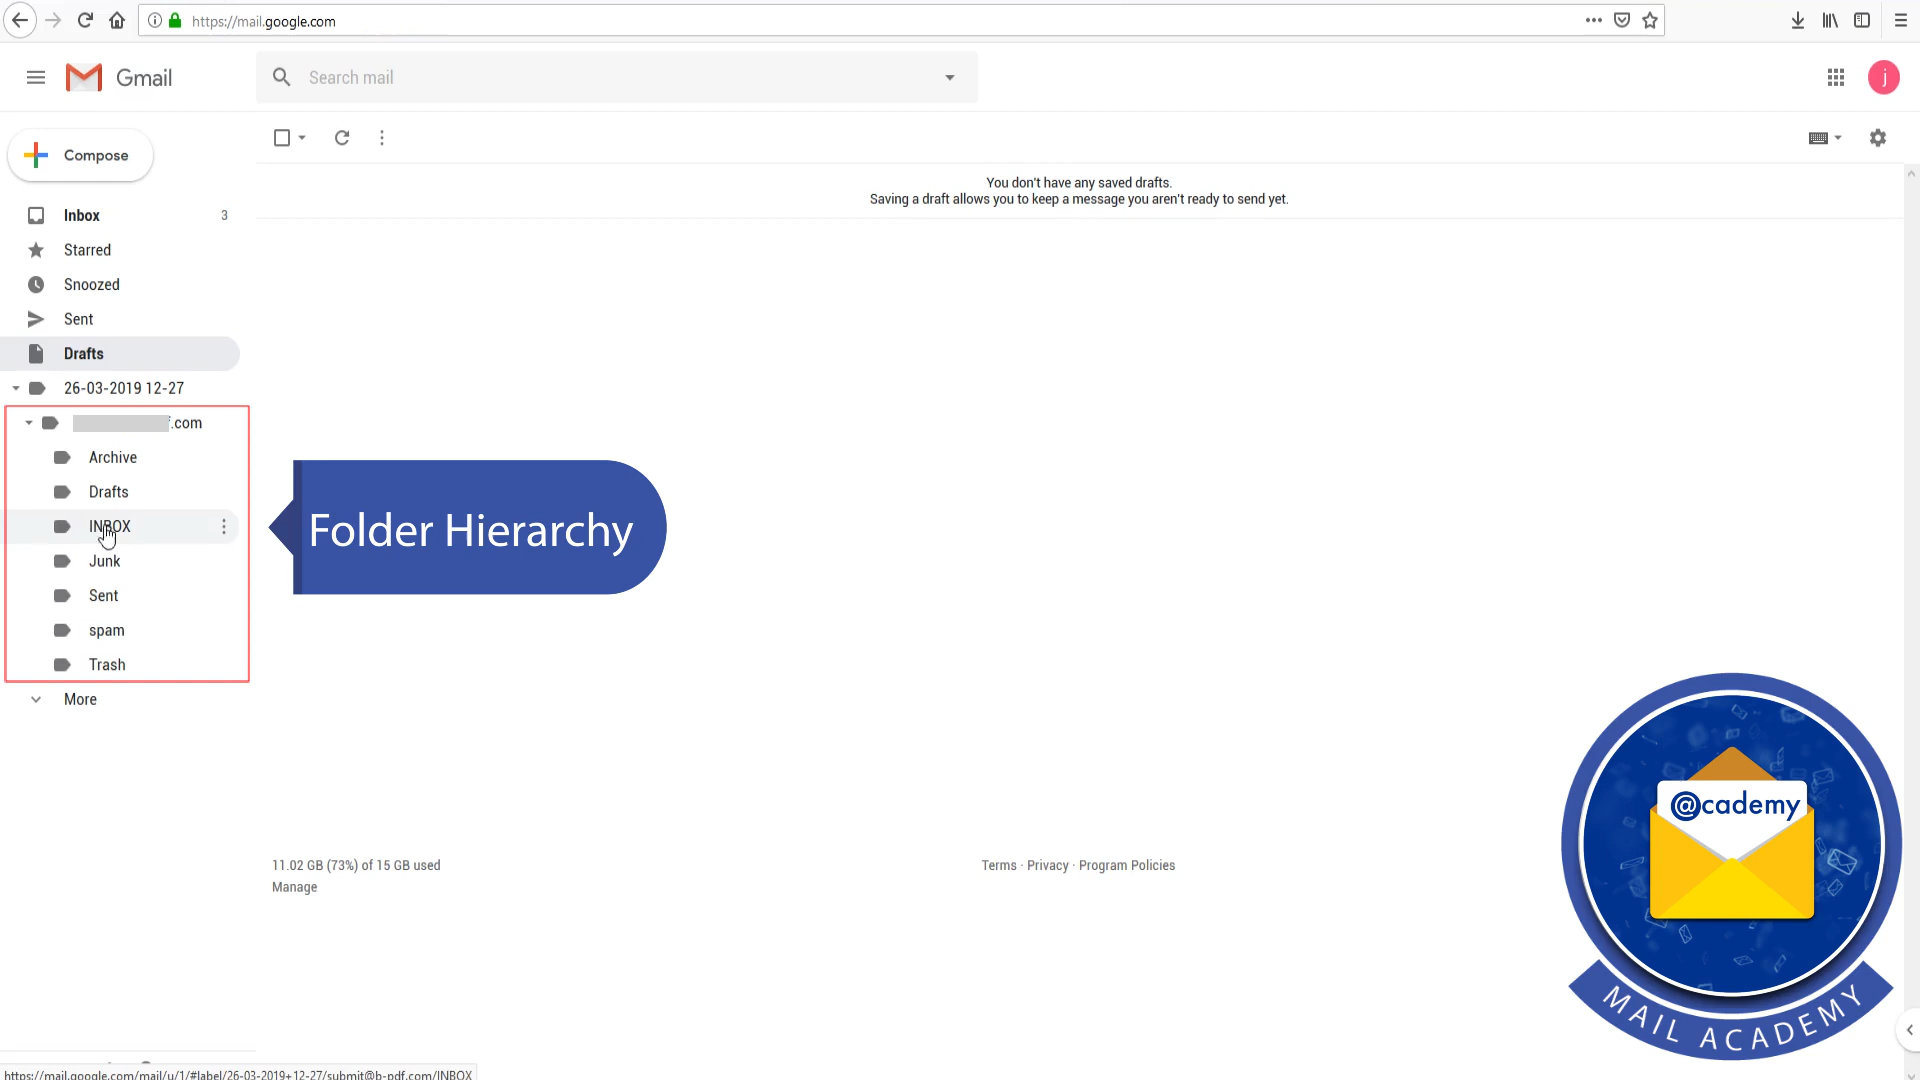 https://mail.google.com
Gmail
Search mail
j
Compose
You don't have any saved drafts.
Saving a draft allows you to keep a message you aren't ready to send yet.
Inbox 3
Starred
Snoozed
Sent
Drafts
26-03-2019 12-27
.com
Archive
Drafts
INBOX
Junk
Sent
spam
Trash
More
Folder Hierarchy
@cademy
MAIL ACADEMY
11.02 GB (73%) of 15 GB used
Manage
Terms · Privacy · Program Policies
https://mail.google.com/mail/u/1/#label/26-03-2019+12-27/submit@b-pdf.com/INBOX